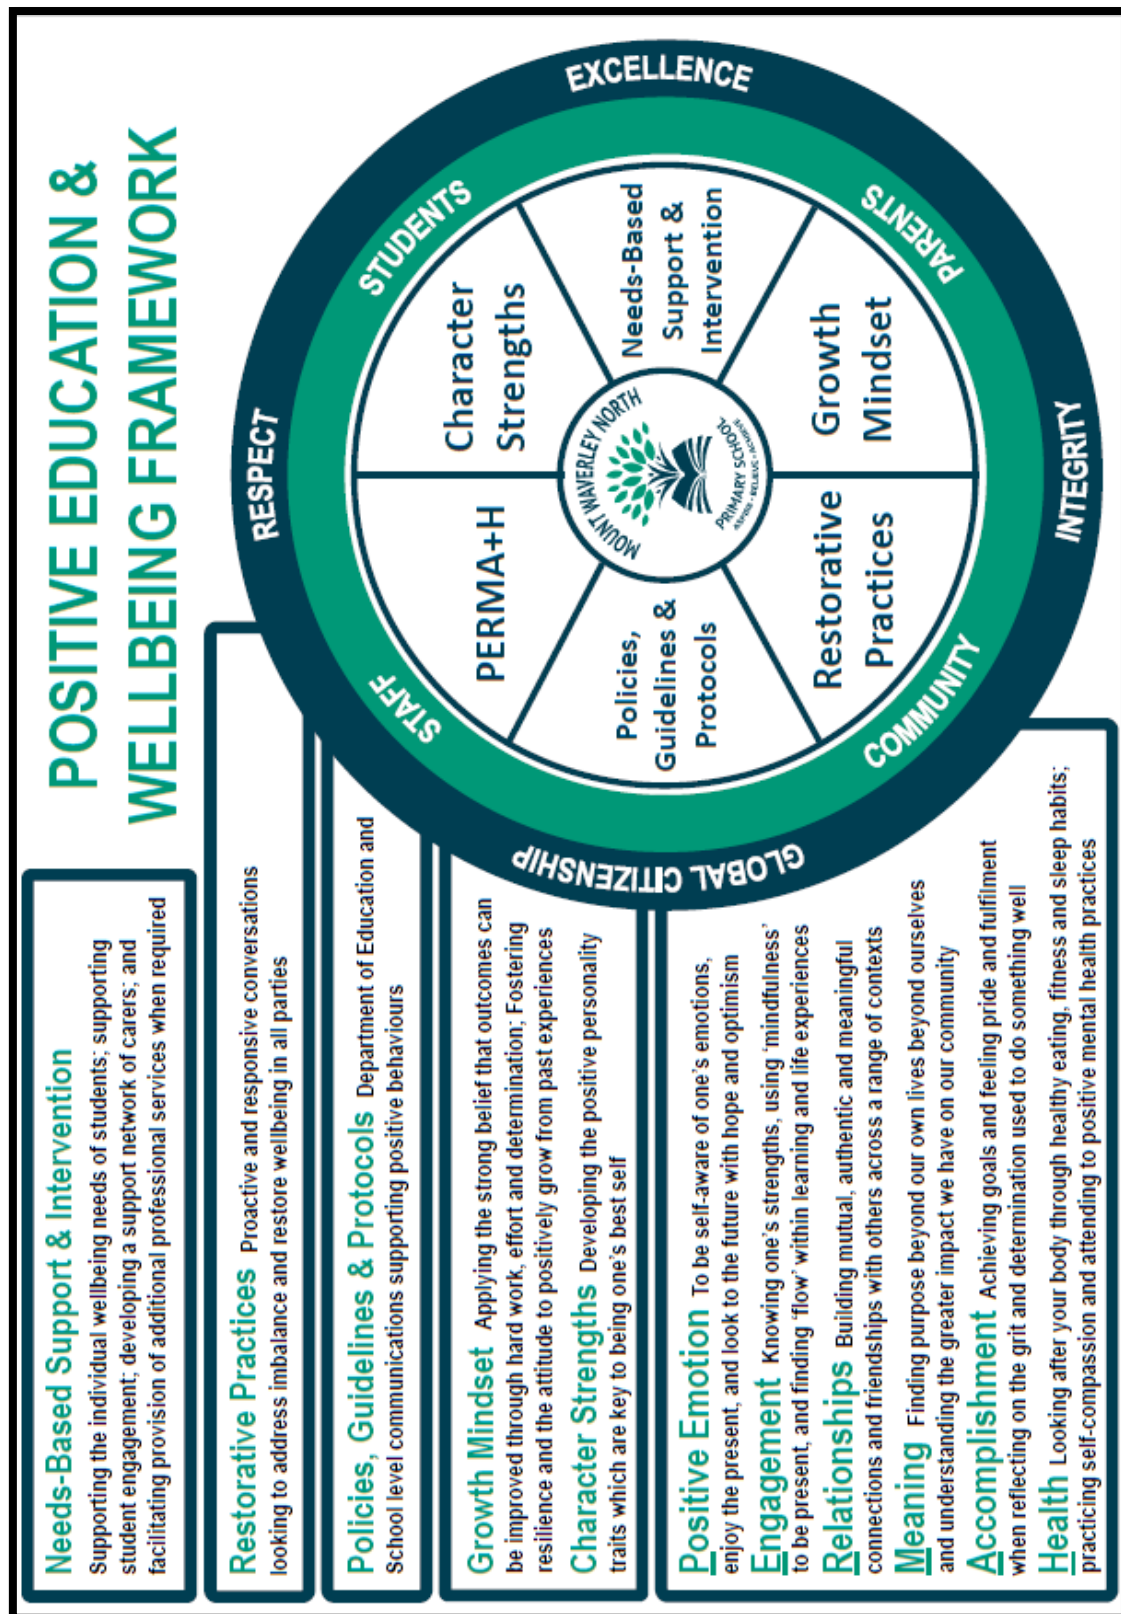 POSITIVE EDUCATION &
WELLBEING FRAMEWORK
Needs-Based Support & Intervention
Supporting the individual wellbeing needs of students; supporting
student engagement; developing a support network of carers; and
facilitating provision of additional professional services when required
Restorative Practices Proactive and responsive conversations
looking to address imbalance and restore wellbeing in all parties
Policies, Guidelines & Protocols Department of Education and
School level communications supporting positive behaviours
Growth Mindset Applying the strong belief that outcomes can
be improved through hard work, effort and determination; Fostering
resilience and the attitude to positively grow from past experiences
Character Strengths Developing the positive personality
traits which are key to being one's best self
Positive Emotion To be self-aware of one's emotions,
enjoy the present, and look to the future with hope and optimism
Engagement Knowing one's strengths, using 'mindfulness'
to be present, and finding 'flow' within learning and life experiences
Relationships Building mutual, authentic and meaningful
connections and friendships with others across a range of contexts
Meaning Finding purpose beyond our own lives beyond ourselves
and understanding the greater impact we have on our community
Accomplishment Achieving goals and feeling pride and fulfilment
when reflecting on the grit and determination used to do something well
Health Looking after your body through healthy eating, fitness and sleep habits;
practicing self-compassion and attending to positive mental health practices
RESPECT
EXCELLENCE
INTEGRITY
GLOBAL CITIZENSHIP
STAFF
STUDENTS
PARENTS
COMMUNITY
PERMA+H
Character
Strengths
Needs-Based
Support &
Intervention
Growth
Mindset
Restorative
Practices
Policies,
Guidelines &
Protocols
MOUNT WAVERLEY NORTH
PRIMARY SCHOOL
ASPIRE • BELIEVE • ACHIEVE